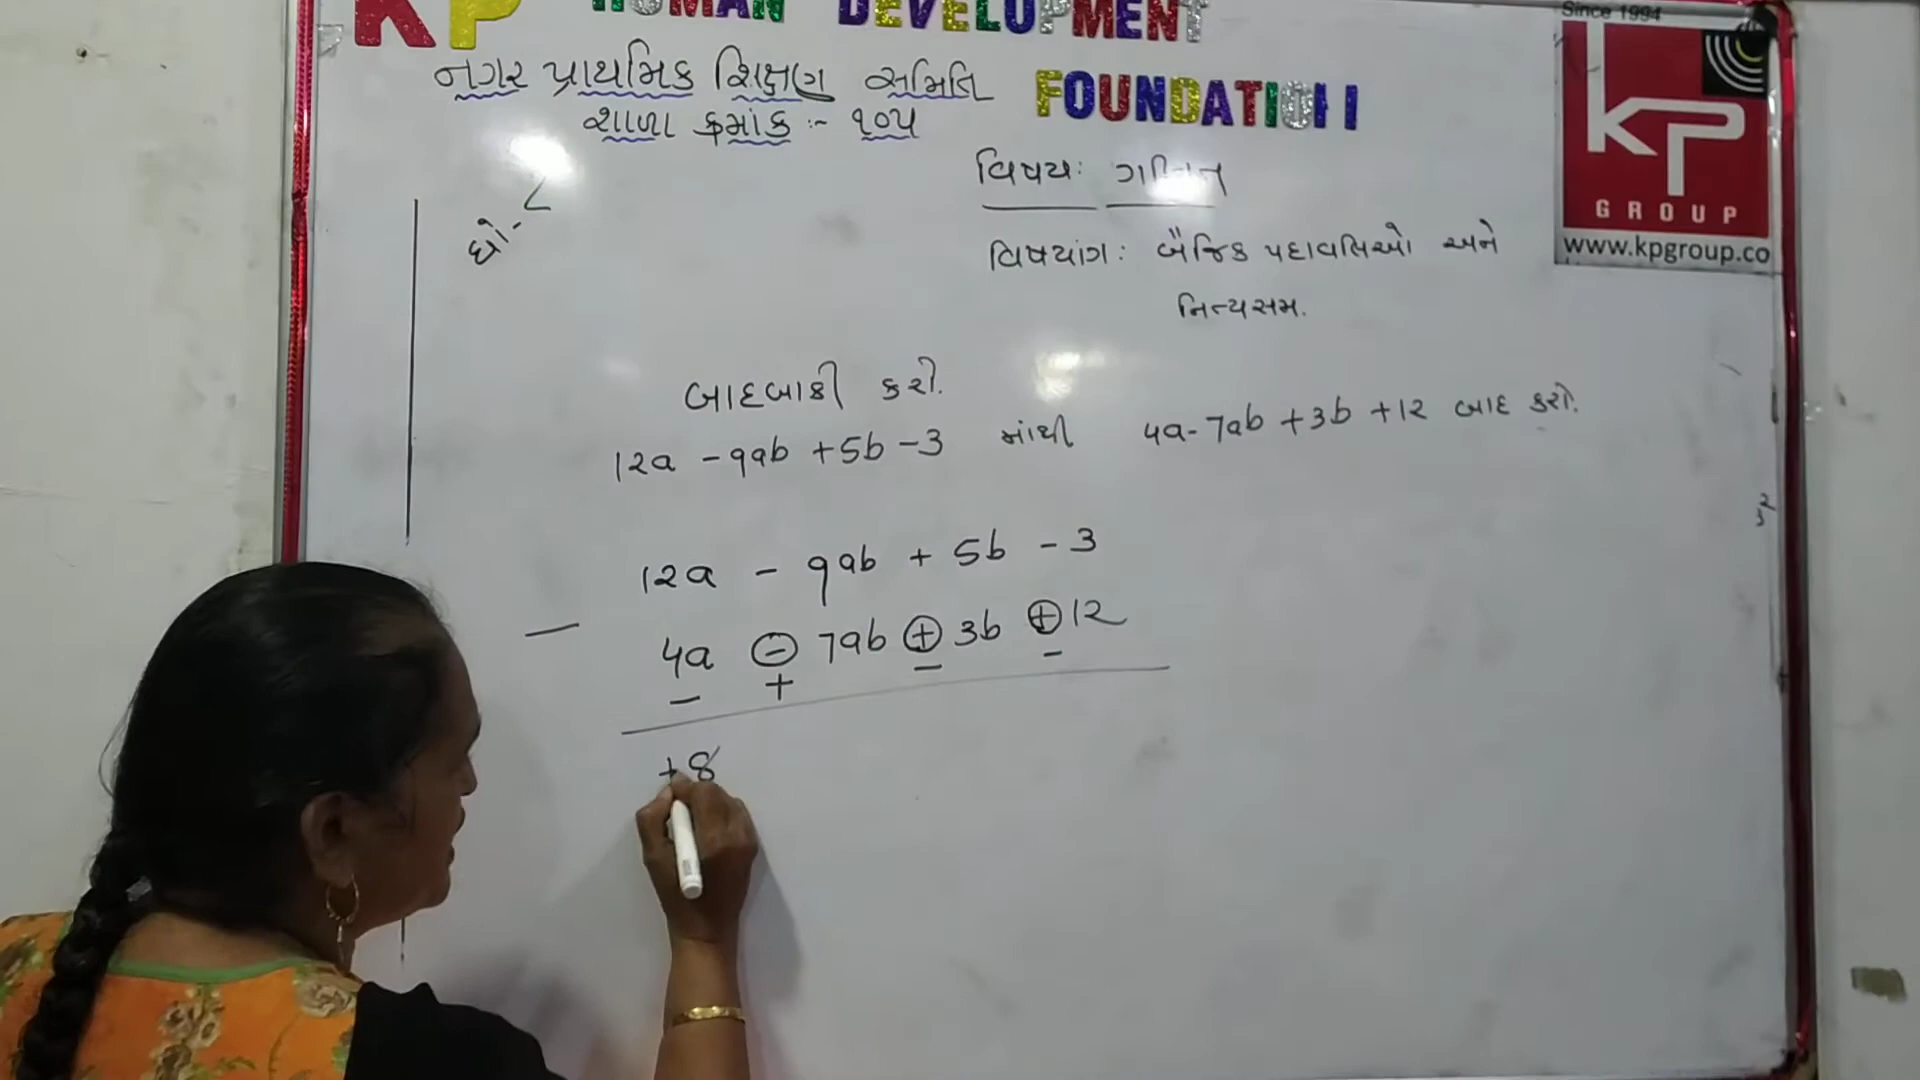 KP HUMAN DEVELOPMENT
FOUNDATION
Since 1994
KP
GROUP
www.kpgroup.co
નગર પ્રાથમિક શિક્ષણ સમિતિ
શાળા ક્રમાંક :- ૧૦૫
ધો- ८
વિષય: ગણિત
વિષયાંગ: બૈજિક પદાવલિઓ અને
નિત્યસમ.
બાદબાકી કરો.
12a - 9ab + 5b - 3 માંથી 4a - 7ab + 3b + 12 બાદ કરો.
12a - 9ab + 5b - 3
— 4a ⊖ 7ab ⊕ 3b ⊕ 12
- + - -
+8